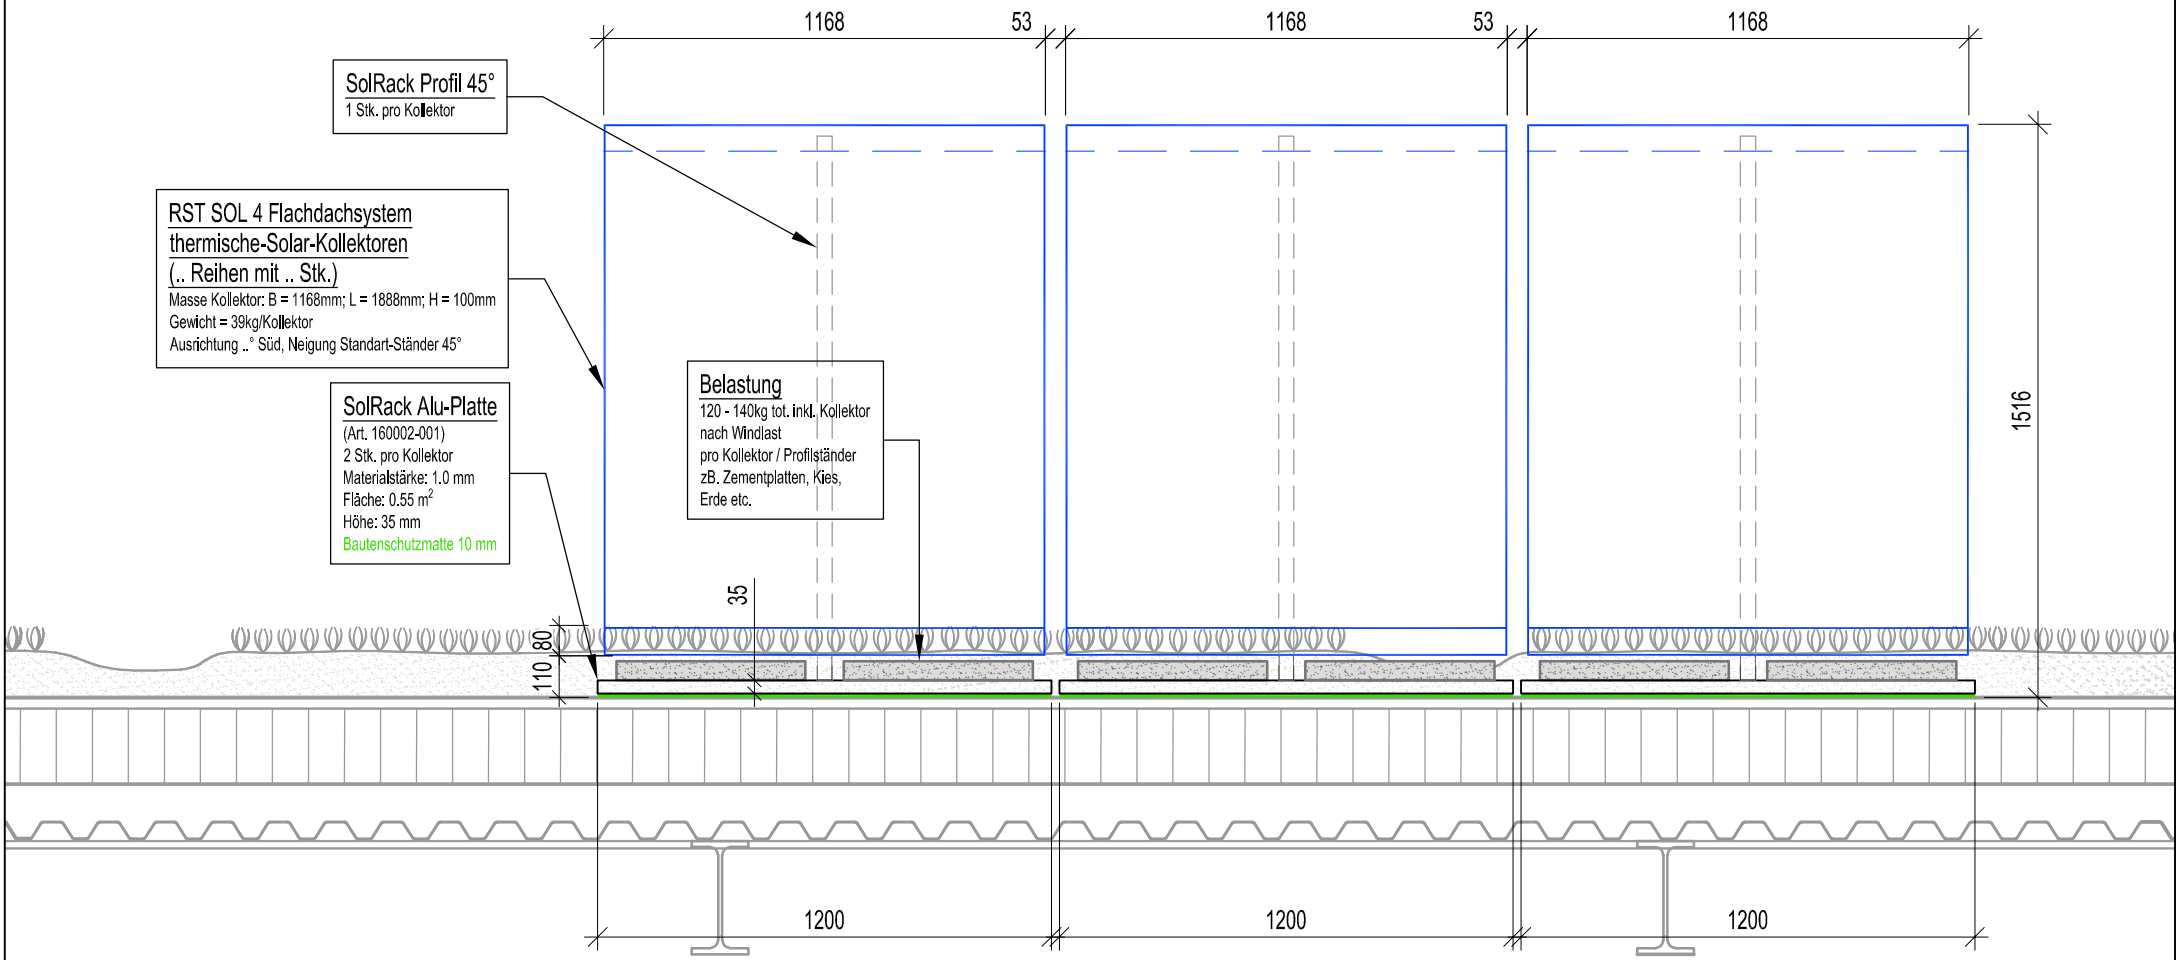 1168
53
1168
53
1168
SolRack Profil 45°
1 Stk. pro Kollektor
RST SOL 4 Flachdachsystem
thermische-Solar-Kollektoren
(.. Reihen mit .. Stk.)
Masse Kollektor: B = 1168mm; L = 1888mm; H = 100mm
Gewicht = 39kg/Kollektor
Ausrichtung ..° Süd, Neigung Standart-Ständer 45°
SolRack Alu-Platte
(Art. 160002-001)
2 Stk. pro Kollektor
Materialstärke: 1.0 mm
Fläche: 0.55 m²
Höhe: 35 mm
Bautenschutzmatte 10 mm
Belastung
120 - 140kg tot. inkl. Kollektor
nach Windlast
pro Kollektor / Profilständer
zB. Zementplatten, Kies,
Erde etc.
1516
35
80
110
1200
1200
1200